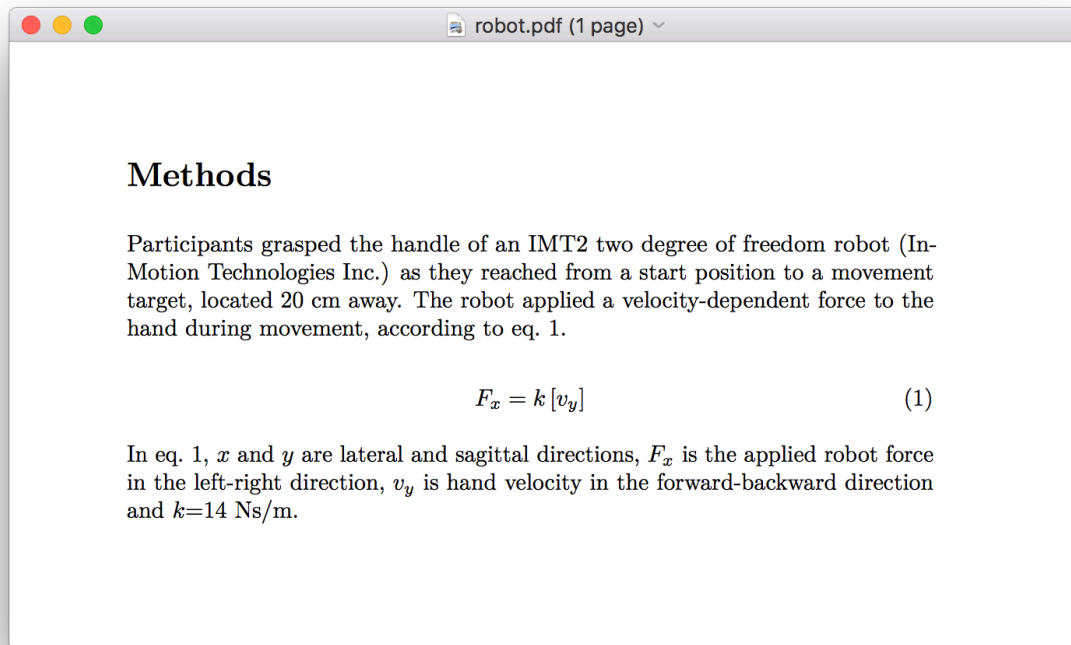 robot.pdf (1 page)
Methods
Participants grasped the handle of an IMT2 two degree of freedom robot (In-
Motion Technologies Inc.) as they reached from a start position to a movement
target, located 20 cm away. The robot applied a velocity-dependent force to the
hand during movement, according to eq. 1.
F_x = k [v_y] (1)
In eq. 1, x and y are lateral and sagittal directions, F_x is the applied robot force
in the left-right direction, v_y is hand velocity in the forward-backward direction
and k=14 Ns/m.